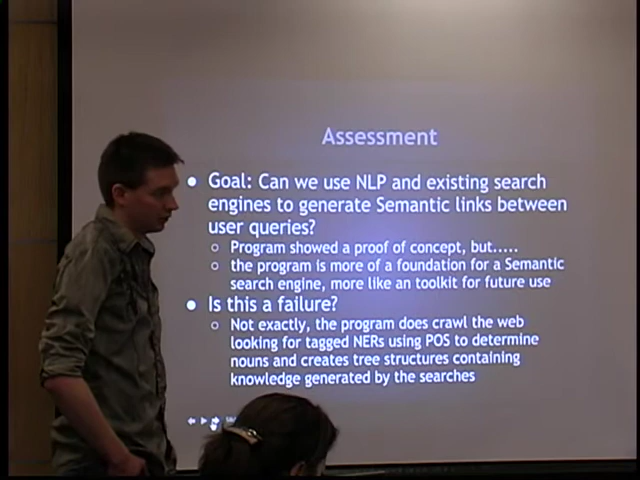 Assessment
● Goal: Can we use NLP and existing search
engines to generate Semantic links between
user queries?
○ Program showed a proof of concept, but.....
○ the program is more of a foundation for a Semantic
search engine, more like an toolkit for future use
● Is this a failure?
○ Not exactly, the program does crawl the web
looking for tagged NERs using POS to determine
nouns and creates tree structures containing
knowledge generated by the searches